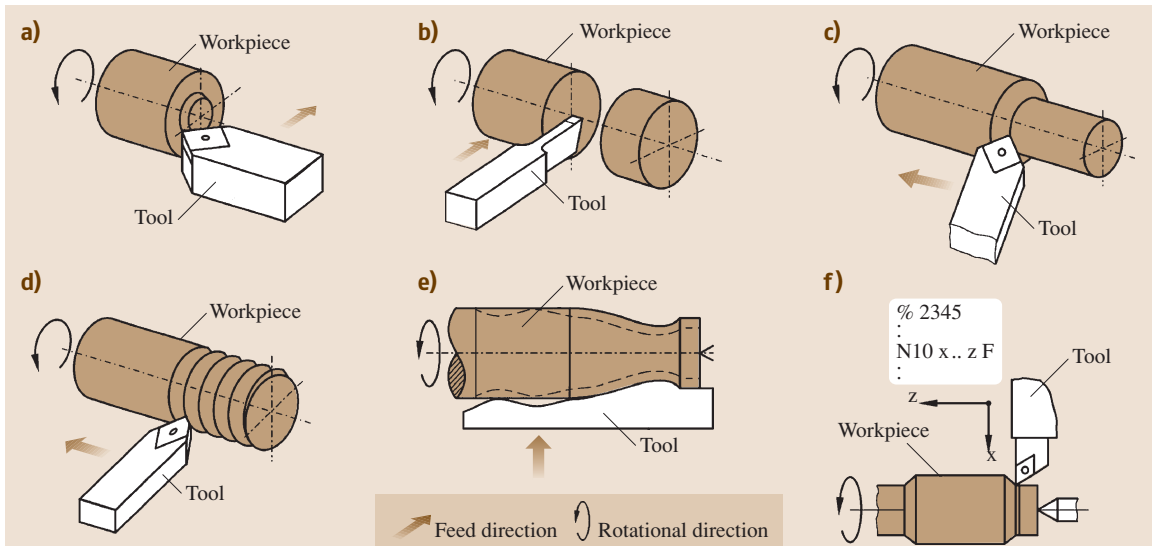 a)
Workpiece
Tool
b)
Workpiece
Tool
c)
Workpiece
Tool
d)
Workpiece
Tool
e)
Workpiece
Tool
f)
% 2345
:
N10 x .. z F
:
Tool
z
x
Workpiece
Feed direction
Rotational direction